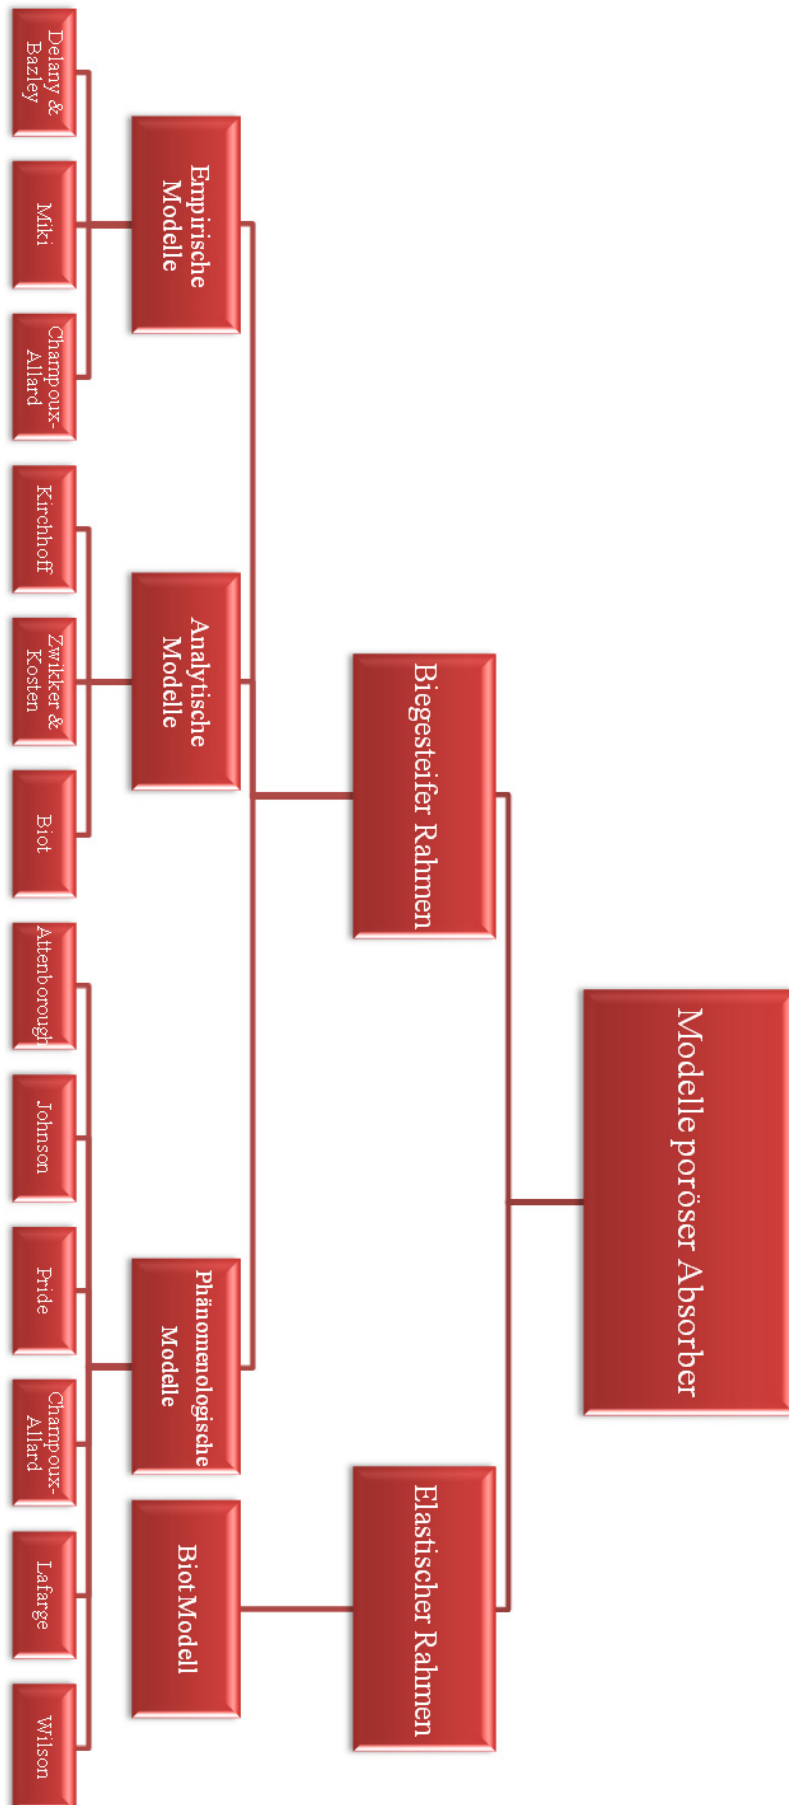 Modelle poröser Absorber
Biegesteifer Rahmen
Elastischer Rahmen
Empirische
Modelle
Analytische
Modelle
Phänomenologische
Modelle
Biot Modell
Delany &
Bazley
Miki
Champoux-
Allard
Kirchhoff
Zwikker &
Kosten
Biot
Attenborough
Johnson
Pride
Champoux-
Allard
Lafarge
Wilson